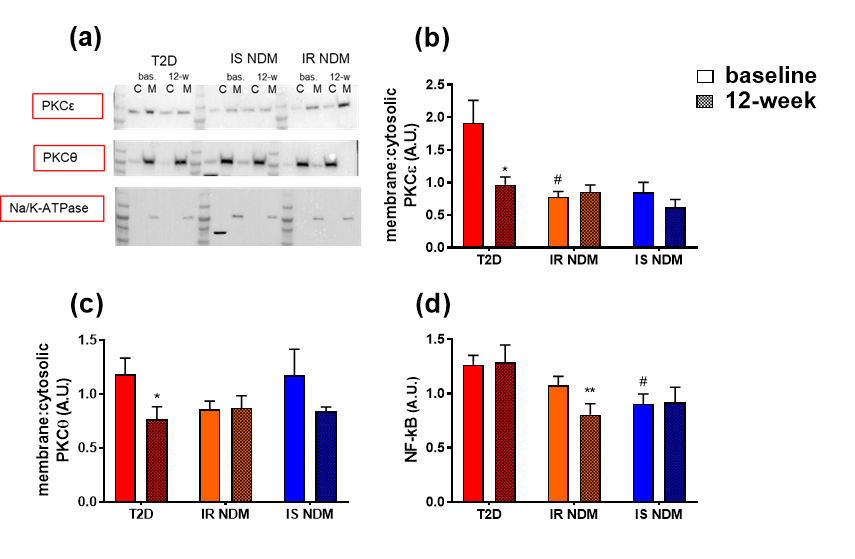 (a)
T2D IS NDM IR NDM
bas. 12-w bas. 12-w bas. 12-w
C M C M C M C M C M C M
PKCε
PKCθ
Na/K-ATPase
(b)
2.5
2.0
1.5
1.0
0.5
0.0
membrane:cytosolic
PKCε (A.U.)
*
#
T2D IR NDM IS NDM
baseline
12-week
(c)
1.5
1.0
0.5
0.0
membrane:cytosolic
PKCθ (A.U.)
*
T2D IR NDM IS NDM
(d)
1.5
1.0
0.5
0.0
NF-kB (A.U.)
**
#
T2D IR NDM IS NDM